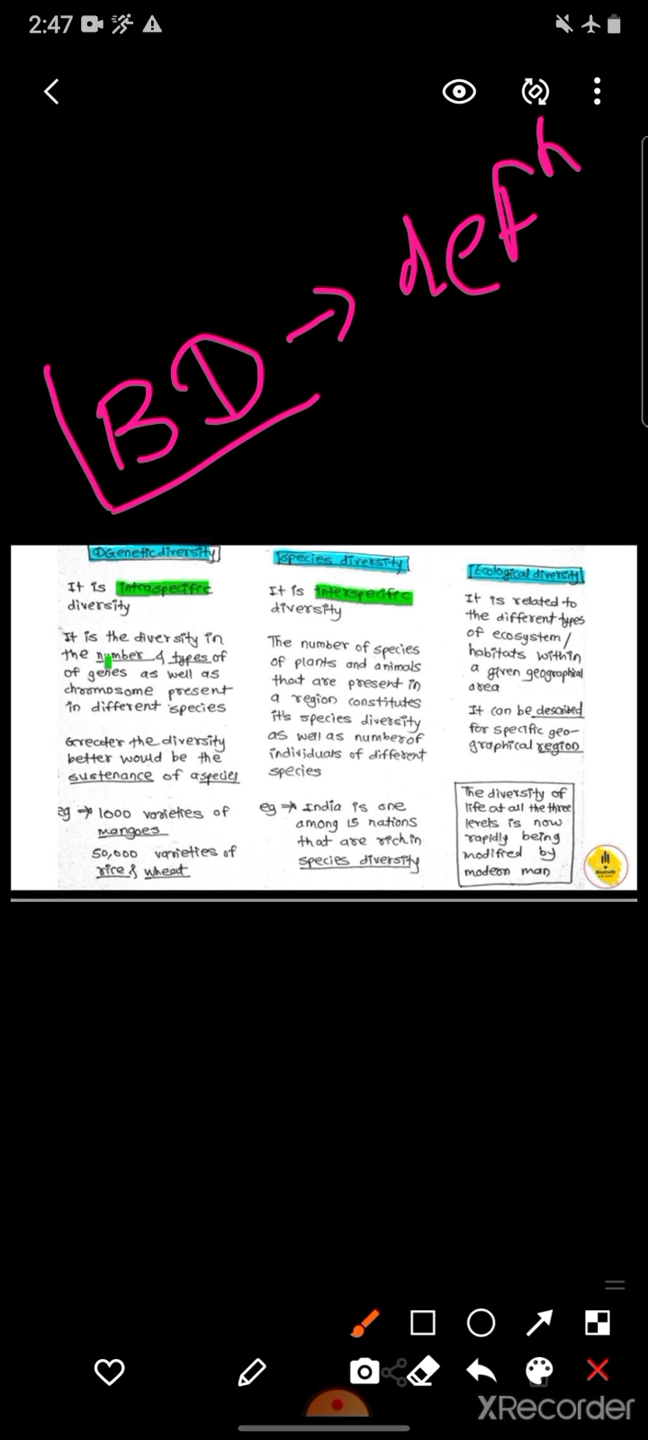 2:47
BD → defn
①Genetic diversity
It is intraspecific
diversity
It is the diversity in
the number & types of
of genes as well as
chromosome present
in different species
Greater the diversity
better would be the
sustenance of a species
eg → 1000 varieties of
mangoes
50,000 varieties of
rice & wheat
Species diversity
It is interspecific
diversity
The number of species
of plants and animals
that are present in
a region constitutes
it's species diversity
as well as number of
individuals of different
species
eg → India is one
among 15 nations
that are rich in
species diversity
Ecological diversity
It is related to
the different types
of ecosystem/
habitats within
a given geographical
area
It can be described
for specific geo-
graphical region
The diversity of
life at all the three
levels is now
rapidly being
modified by
modern man
XRecorder